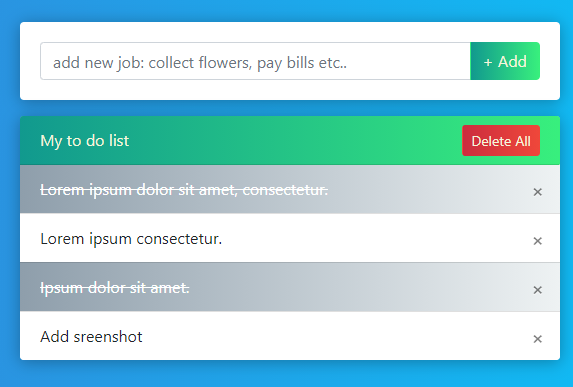 add new job: collect flowers, pay bills etc..
+ Add
My to do list
Delete All
Lorem ipsum dolor sit amet, consectetur.
×
Lorem ipsum consectetur.
×
Ipsum dolor sit amet.
×
Add sreenshot
×